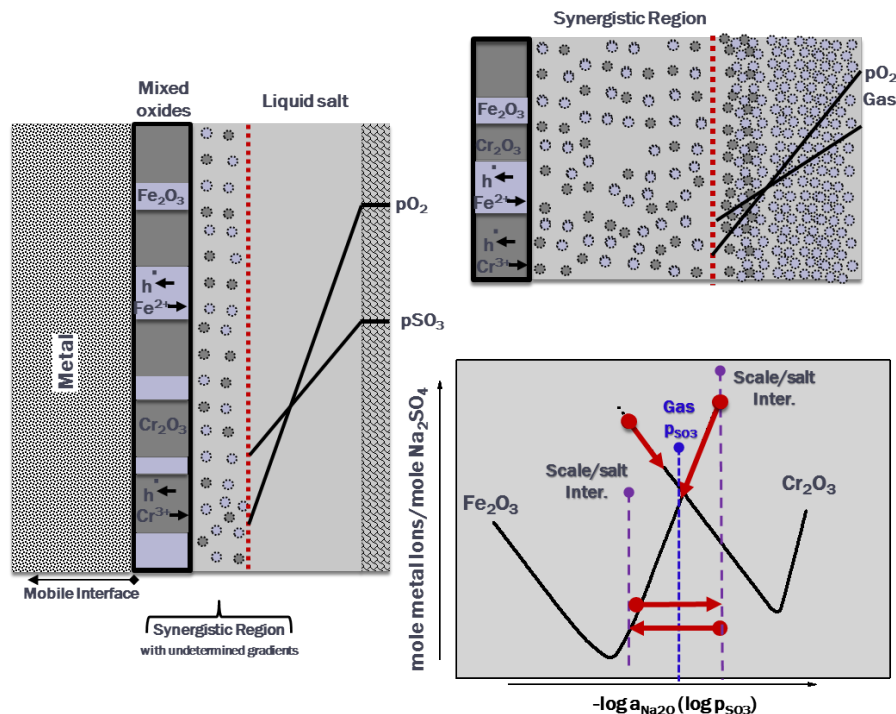 Mixed
oxides
Liquid salt
Fe₂O₃
h•
Fe²⁺
Cr₂O₃
h•
Cr³⁺
Metal
pO₂
pSO₃
Mobile Interface
Synergistic Region
with undetermined gradients
Synergistic Region
Fe₂O₃
Cr₂O₃
h•
Fe²⁺
h•
Cr³⁺
pO₂
Gas
mole metal Ions/mole Na₂SO₄
Fe₂O₃
Scale/salt
Inter.
Gas
pSO₃
Scale/salt
Inter.
Cr₂O₃
-log aNa2O (log pSO3)